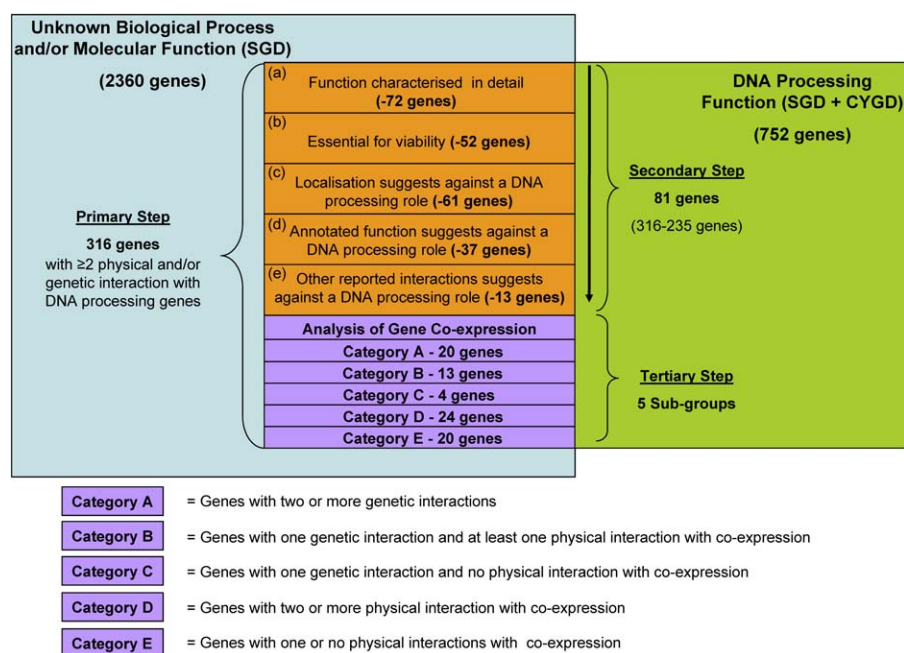 Unknown Biological Process
and/or Molecular Function (SGD)
(2360 genes)
Primary Step
316 genes
with ≥2 physical and/or
genetic interaction with
DNA processing genes
(a)
Function characterised in detail
(-72 genes)
(b)
Essential for viability (-52 genes)
(c)
Localisation suggests against a DNA
processing role (-61 genes)
(d)
Annotated function suggests against a
DNA processing role (-37 genes)
(e)
Other reported interactions suggests
against a DNA processing role (-13 genes)
Analysis of Gene Co-expression
Category A - 20 genes
Category B - 13 genes
Category C - 4 genes
Category D - 24 genes
Category E - 20 genes
DNA Processing
Function (SGD + CYGD)
(752 genes)
Secondary Step
81 genes
(316-235 genes)
Tertiary Step
5 Sub-groups
Category A = Genes with two or more genetic interactions
Category B = Genes with one genetic interaction and at least one physical interaction with co-expression
Category C = Genes with one genetic interaction and no physical interaction with co-expression
Category D = Genes with two or more physical interaction with co-expression
Category E = Genes with one or no physical interactions with co-expression